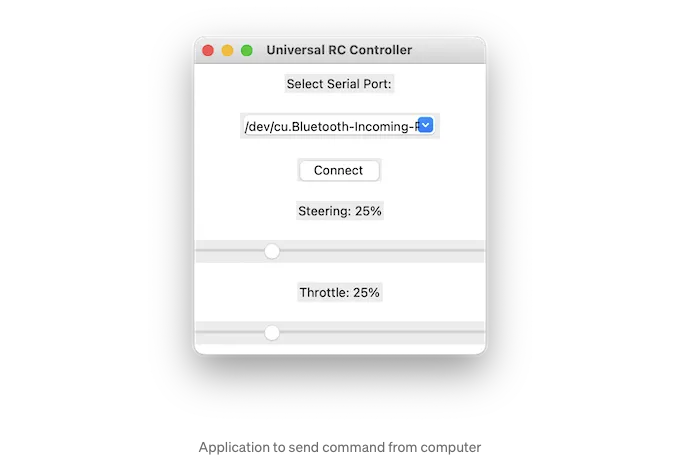 Universal RC Controller
Select Serial Port:
/dev/cu.Bluetooth-Incoming-
Connect
Steering: 25%
Throttle: 25%
Application to send command from computer